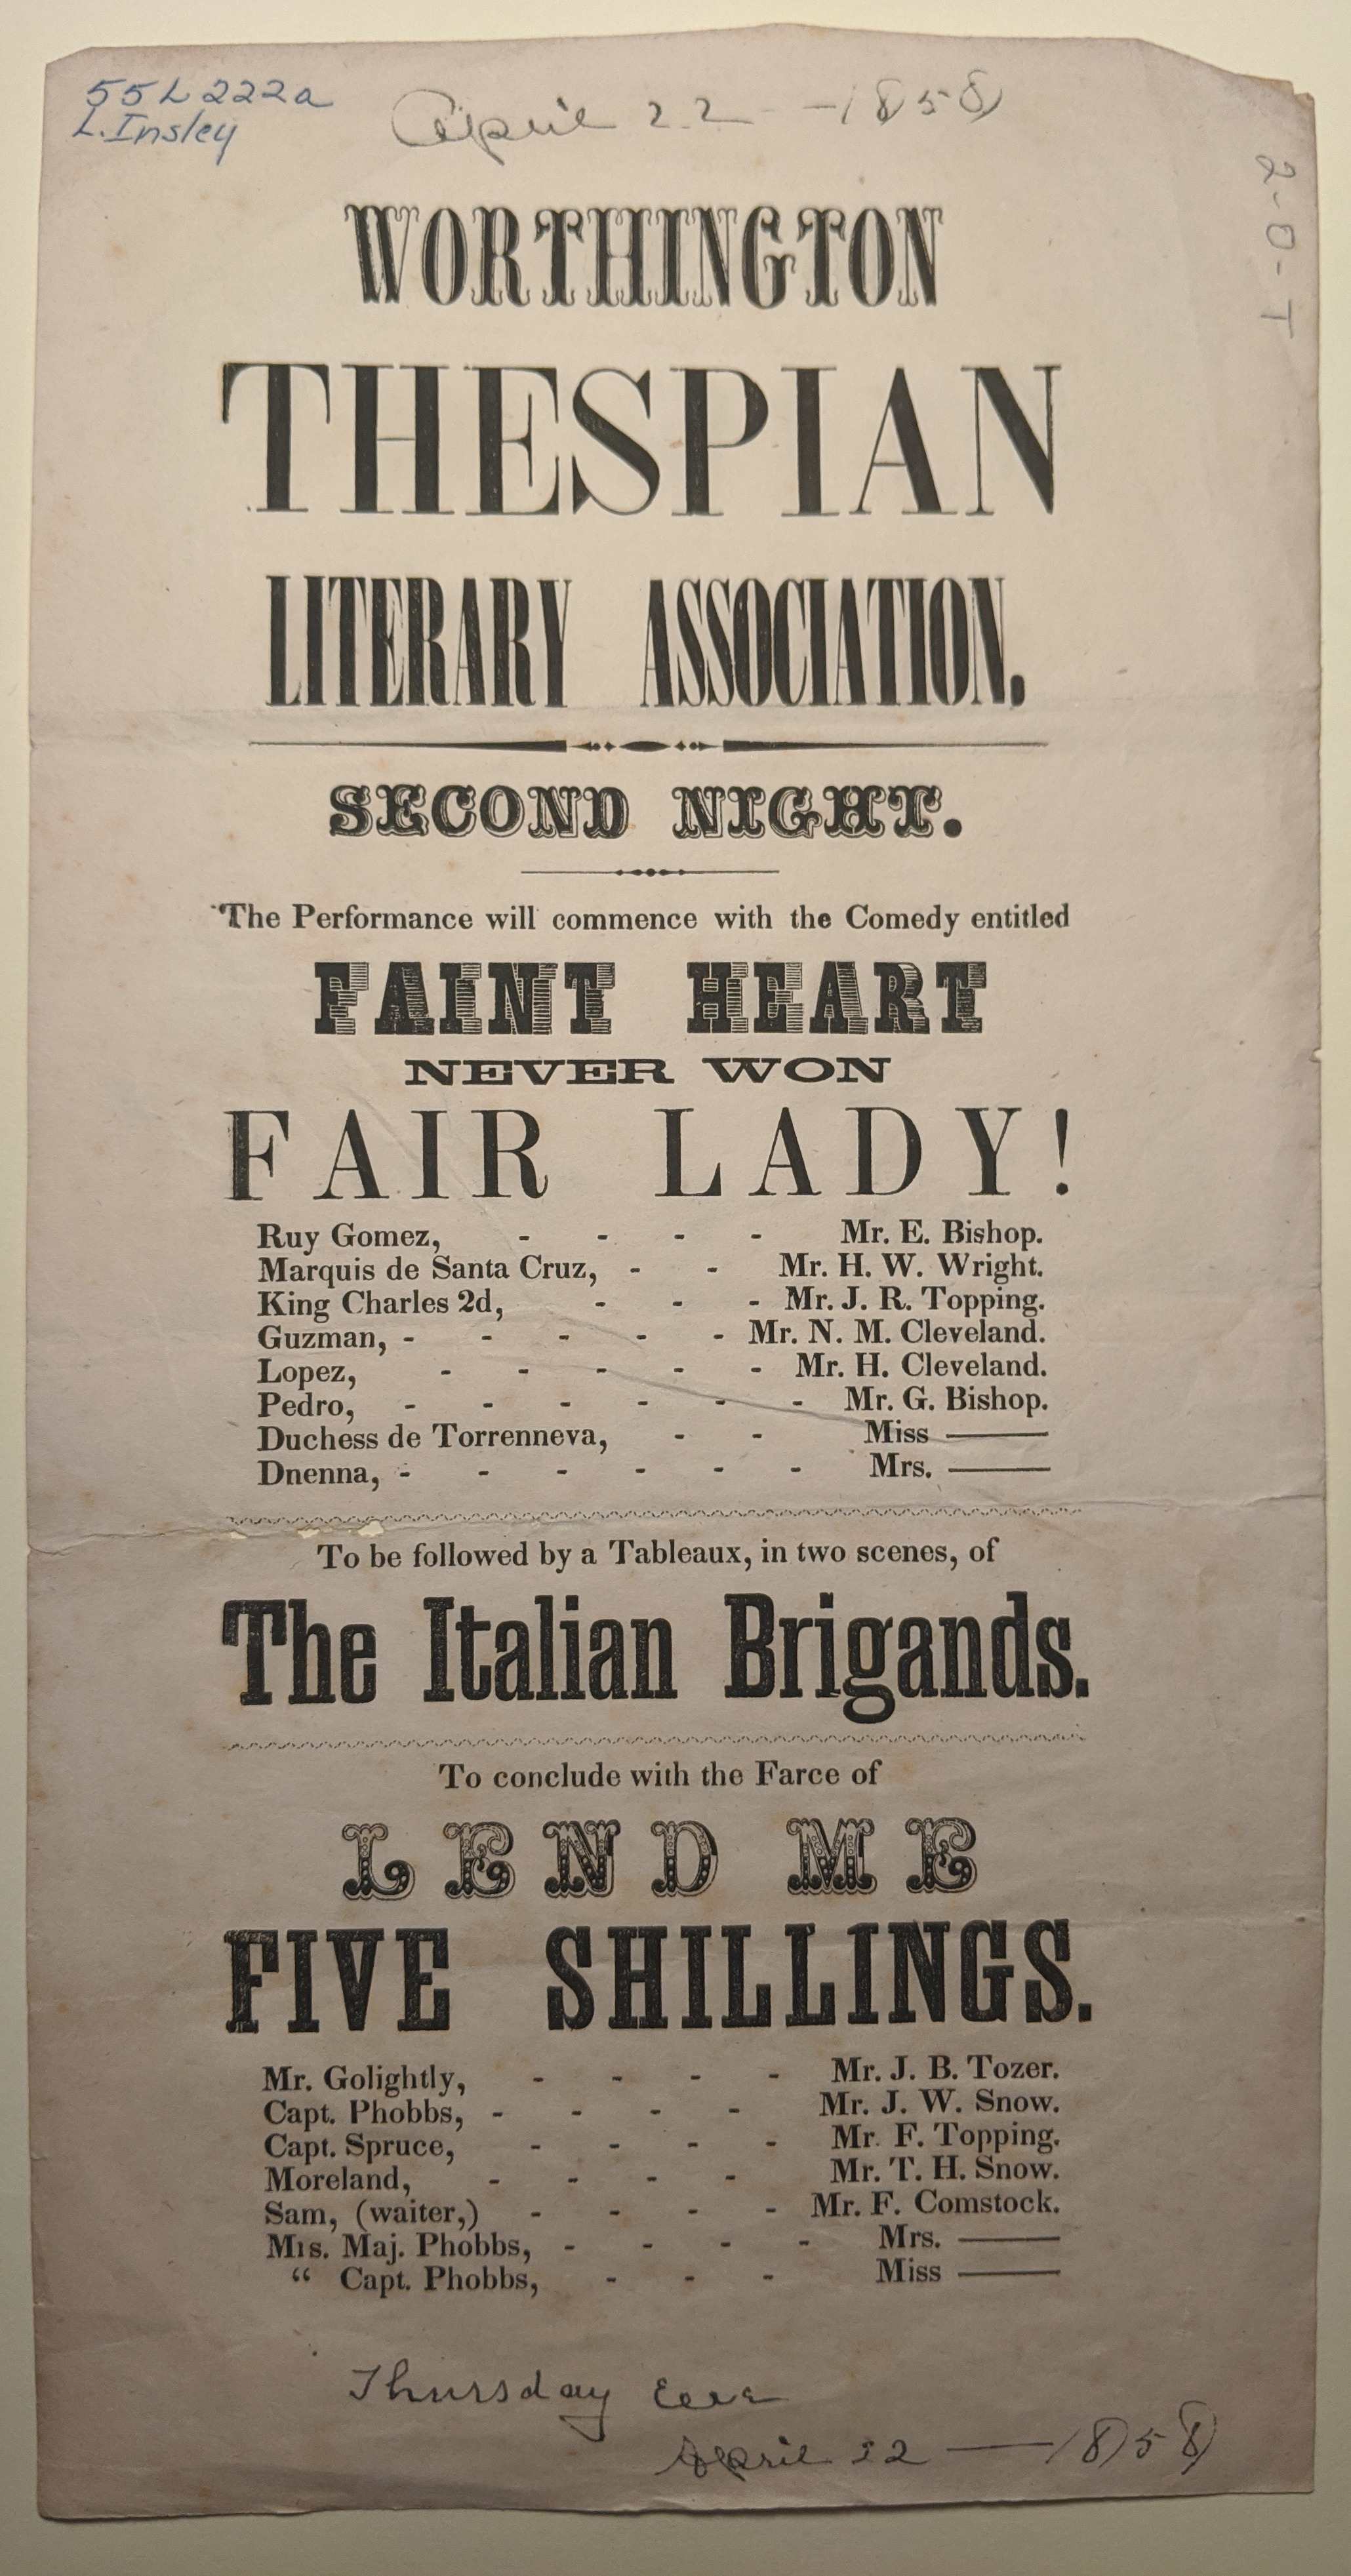 55L222a
L. Insley
April 22 — 1858
2-0-T
WORTHINGTON
THESPIAN
LITERARY ASSOCIATION.
SECOND NIGHT.
The Performance will commence with the Comedy entitled
FAINT HEART
NEVER WON
FAIR LADY!
Ruy Gomez, - - - - Mr. E. Bishop.
Marquis de Santa Cruz, - - Mr. H. W. Wright.
King Charles 2d, - - - Mr. J. R. Topping.
Guzman, - - - - - Mr. N. M. Cleveland.
Lopez, - - - - - Mr. H. Cleveland.
Pedro, - - - - - - Mr. G. Bishop.
Duchess de Torrenneva, - - Miss ———
Dnenna, - - - - - - Mrs. ———
To be followed by a Tableaux, in two scenes, of
The Italian Brigands.
To conclude with the Farce of
LEND ME
FIVE SHILLINGS.
Mr. Golightly, - - - - Mr. J. B. Tozer.
Capt. Phobbs, - - - - Mr. J. W. Snow.
Capt. Spruce, - - - - Mr. F. Topping.
Moreland, - - - - Mr. T. H. Snow.
Sam, (waiter,) - - - - Mr. F. Comstock.
Mrs. Maj. Phobbs, - - - - Mrs. ———
" Capt. Phobbs, - - - Miss ———
Thursday Eve
April 22 — 1858